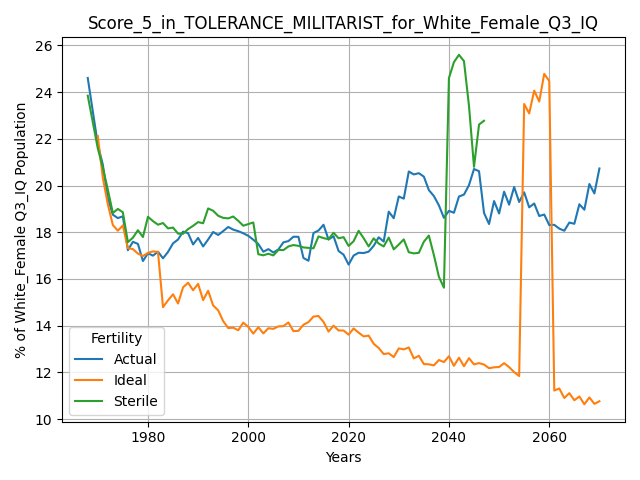 Score_5_in_TOLERANCE_MILITARIST_for_White_Female_Q3_IQ
% of White_Female Q3_IQ Population
26
24
22
20
18
16
14
12
10
Fertility
Actual
Ideal
Sterile
1980 2000 2020 2040 2060
Years